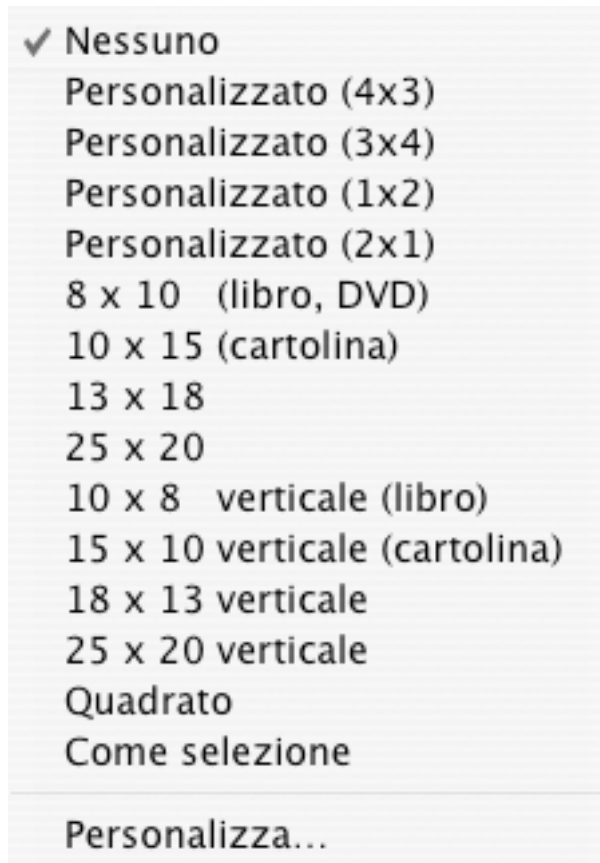 ✓ Nessuno
Personalizzato (4x3)
Personalizzato (3x4)
Personalizzato (1x2)
Personalizzato (2x1)
8 x 10 (libro, DVD)
10 x 15 (cartolina)
13 x 18
25 x 20
10 x 8 verticale (libro)
15 x 10 verticale (cartolina)
18 x 13 verticale
25 x 20 verticale
Quadrato
Come selezione
Personalizza...